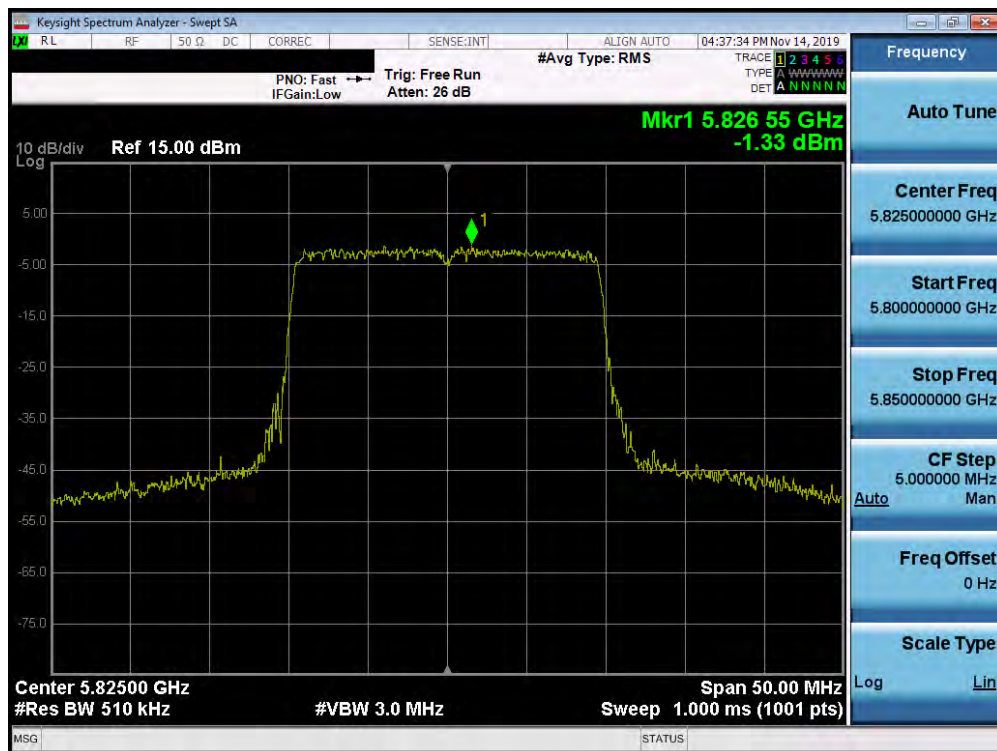 Keysight Spectrum Analyzer - Swept SA
LXI RL RF 50 Ω DC CORREC SENSE:INT ALIGN AUTO 04:37:34 PM Nov 14, 2019
PNO: Fast
IFGain:Low
Trig: Free Run
Atten: 26 dB
#Avg Type: RMS
TRACE 1 2 3 4 5 6
TYPE A WWWWW
DET A N N N N N
Mkr1 5.826 55 GHz
-1.33 dBm
10 dB/div
Log
Ref 15.00 dBm
1
5.00
-5.00
-15.0
-25.0
-35.0
-45.0
-55.0
-65.0
-75.0
Center 5.82500 GHz
Span 50.00 MHz
#Res BW 510 kHz
#VBW 3.0 MHz
Sweep 1.000 ms (1001 pts)
MSG
STATUS
Frequency
Auto Tune
Center Freq
5.825000000 GHz
Start Freq
5.800000000 GHz
Stop Freq
5.850000000 GHz
CF Step
5.000000 MHz
Auto Man
Freq Offset
0 Hz
Scale Type
Log Lin